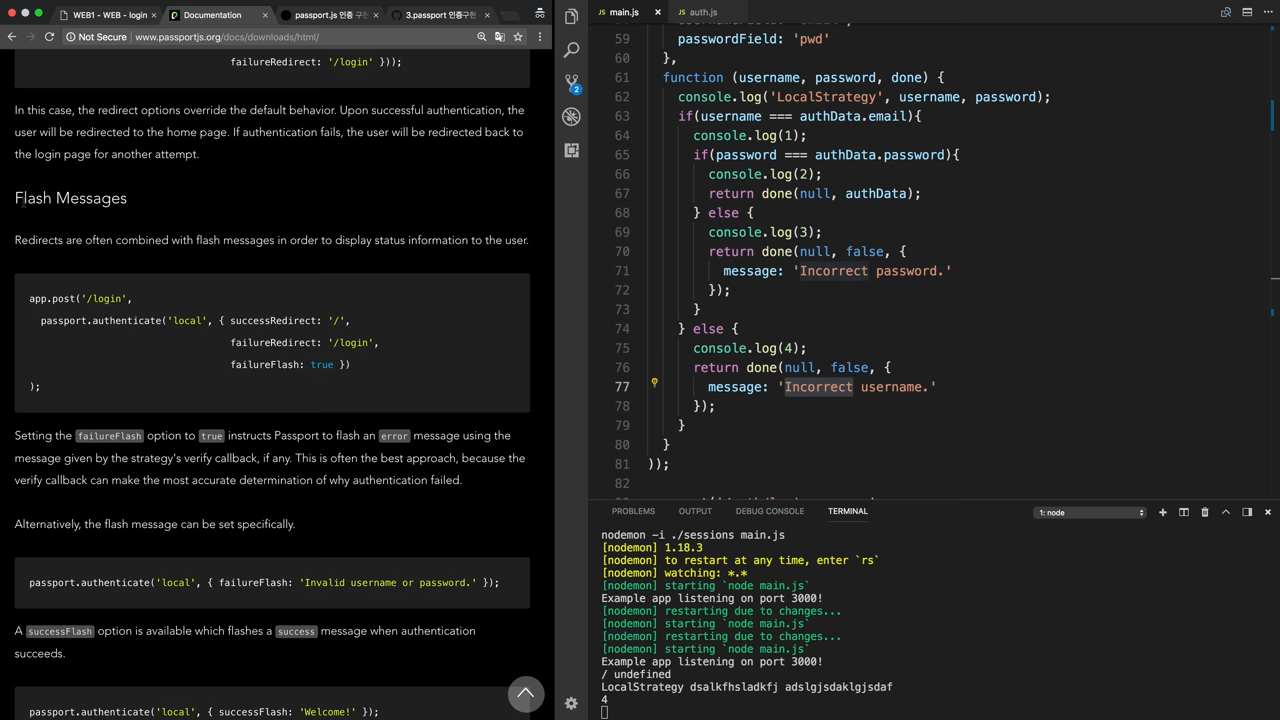 WEB1 - WEB - login
Documentation
passport.js 인증 구현
3.passport 인증구현
Not Secure
www.passportjs.org/docs/downloads/html/
failureRedirect: '/login' }));
In this case, the redirect options override the default behavior. Upon successful authentication, the
user will be redirected to the home page. If authentication fails, the user will be redirected back to
the login page for another attempt.
Flash Messages
Redirects are often combined with flash messages in order to display status information to the user.
app.post('/login',
passport.authenticate('local', { successRedirect: '/',
failureRedirect: '/login',
failureFlash: true })
);
Setting the failureFlash option to true instructs Passport to flash an error message using the
message given by the strategy's verify callback, if any. This is often the best approach, because the
verify callback can make the most accurate determination of why authentication failed.
Alternatively, the flash message can be set specifically.
passport.authenticate('local', { failureFlash: 'Invalid username or password.' });
A successFlash option is available which flashes a success message when authentication
succeeds.
passport.authenticate('local', { successFlash: 'Welcome!' });
2
main.js
auth.js
59 passwordField: 'pwd'
60 },
61 function (username, password, done) {
62 console.log('LocalStrategy', username, password);
63 if(username === authData.email){
64 console.log(1);
65 if(password === authData.password){
66 console.log(2);
67 return done(null, authData);
68 } else {
69 console.log(3);
70 return done(null, false, {
71 message: 'Incorrect password.'
72 });
73 }
74 } else {
75 console.log(4);
76 return done(null, false, {
77 message: 'Incorrect username.'
78 });
79 }
80 }
81 ));
82
PROBLEMS OUTPUT DEBUG CONSOLE TERMINAL
1: node
nodemon -i ./sessions main.js
[nodemon] 1.18.3
[nodemon] to restart at any time, enter `rs`
[nodemon] watching: *.*
[nodemon] starting `node main.js`
Example app listening on port 3000!
[nodemon] restarting due to changes...
[nodemon] starting `node main.js`
[nodemon] restarting due to changes...
[nodemon] starting `node main.js`
Example app listening on port 3000!
/ undefined
LocalStrategy dsalkfhsladkfj adslgjsdaklgjsdaf
4